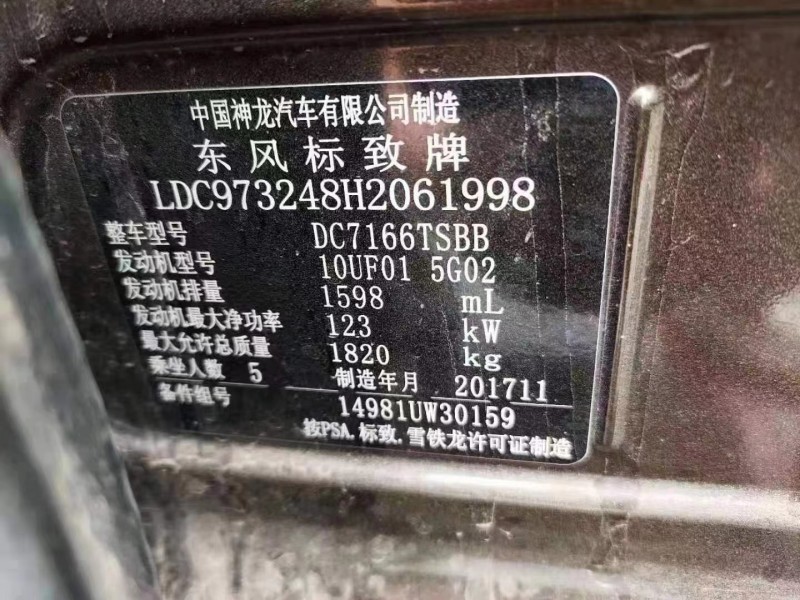 中国神龙汽车有限公司制造
东风标致牌
LDC973248H2061998
整车型号 DC7166TSBB
发动机型号 10UF01 5G02
发动机排量 1598 mL
发动机最大净功率 123 kW
最大允许总质量 1820 kg
乘坐人数 5 制造年月 201711
备件组号 14981UW30159
按PSA.标致.雪铁龙许可证制造